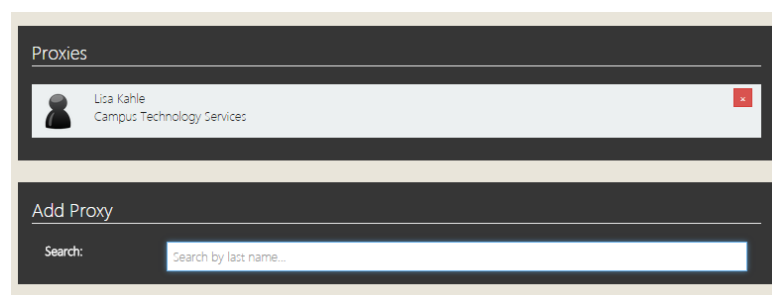 Proxies
Lisa Kahle
Campus Technology Services
×
Add Proxy
Search:
Search by last name...